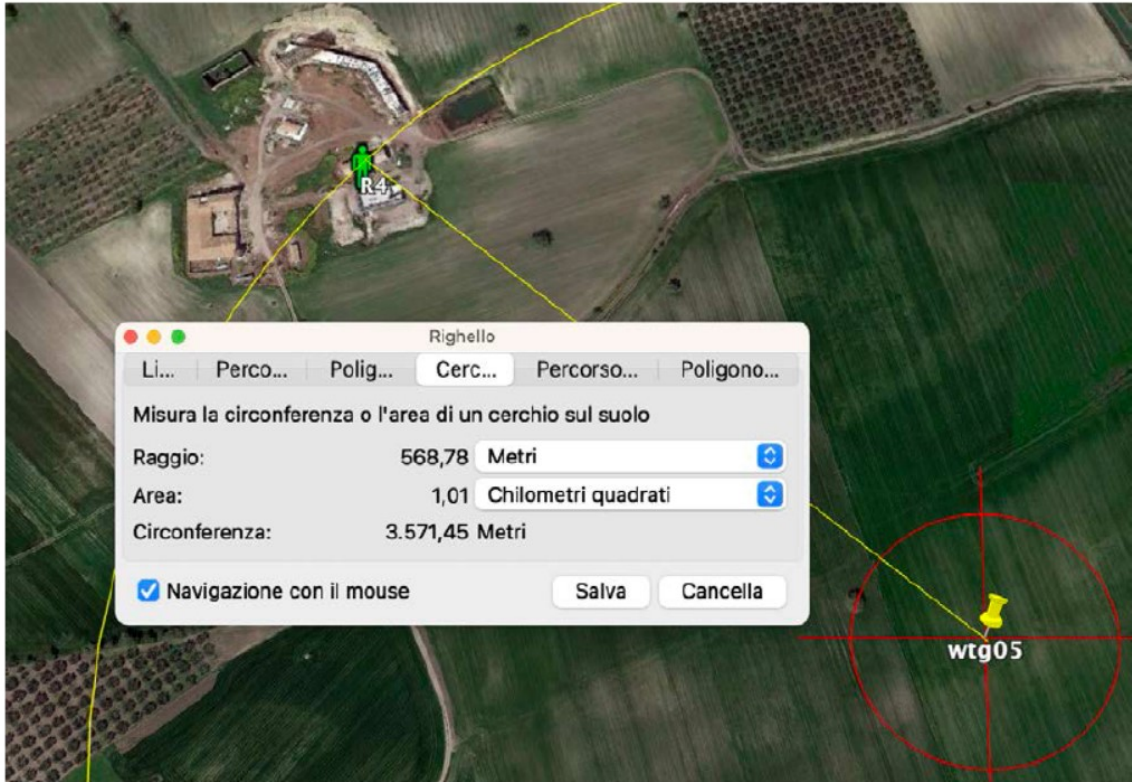 R4
Righello
Li... Perco... Polig... Cerc... Percorso... Poligono...
Misura la circonferenza o l'area di un cerchio sul suolo
Raggio: 568,78 Metri
Area: 1,01 Chilometri quadrati
Circonferenza: 3.571,45 Metri
Navigazione con il mouse Salva Cancella
wtg05